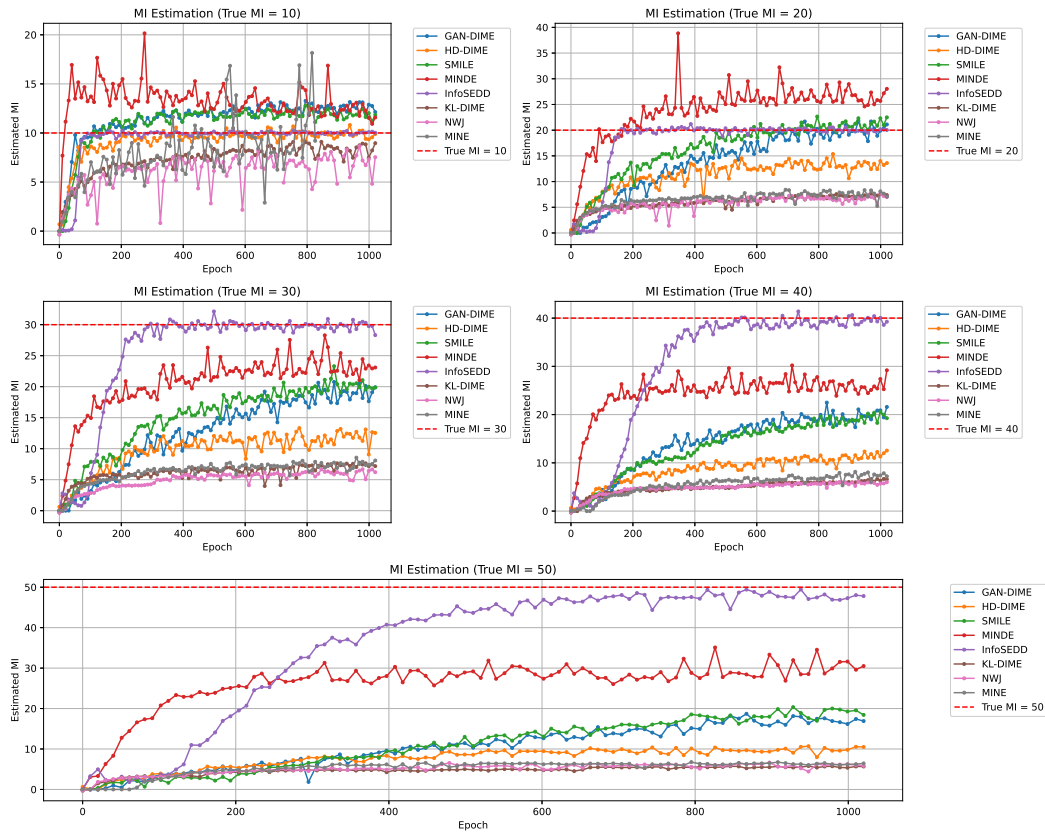 MI Estimation (True MI = 10)
Estimated MI
20
15
10
5
0
0 200 400 600 800 1000
Epoch
GAN-DIME
HD-DIME
SMILE
MINDE
InfoSEDD
KL-DIME
NWJ
MINE
True MI = 10
MI Estimation (True MI = 20)
Estimated MI
40
35
30
25
20
15
10
5
0
0 200 400 600 800 1000
Epoch
GAN-DIME
HD-DIME
SMILE
MINDE
InfoSEDD
KL-DIME
NWJ
MINE
True MI = 20
MI Estimation (True MI = 30)
Estimated MI
30
25
20
15
10
5
0
0 200 400 600 800 1000
Epoch
GAN-DIME
HD-DIME
SMILE
MINDE
InfoSEDD
KL-DIME
NWJ
MINE
True MI = 30
MI Estimation (True MI = 40)
Estimated MI
40
30
20
10
0
0 200 400 600 800 1000
Epoch
GAN-DIME
HD-DIME
SMILE
MINDE
InfoSEDD
KL-DIME
NWJ
MINE
True MI = 40
MI Estimation (True MI = 50)
Estimated MI
50
40
30
20
10
0
0 200 400 600 800 1000
Epoch
GAN-DIME
HD-DIME
SMILE
MINDE
InfoSEDD
KL-DIME
NWJ
MINE
True MI = 50